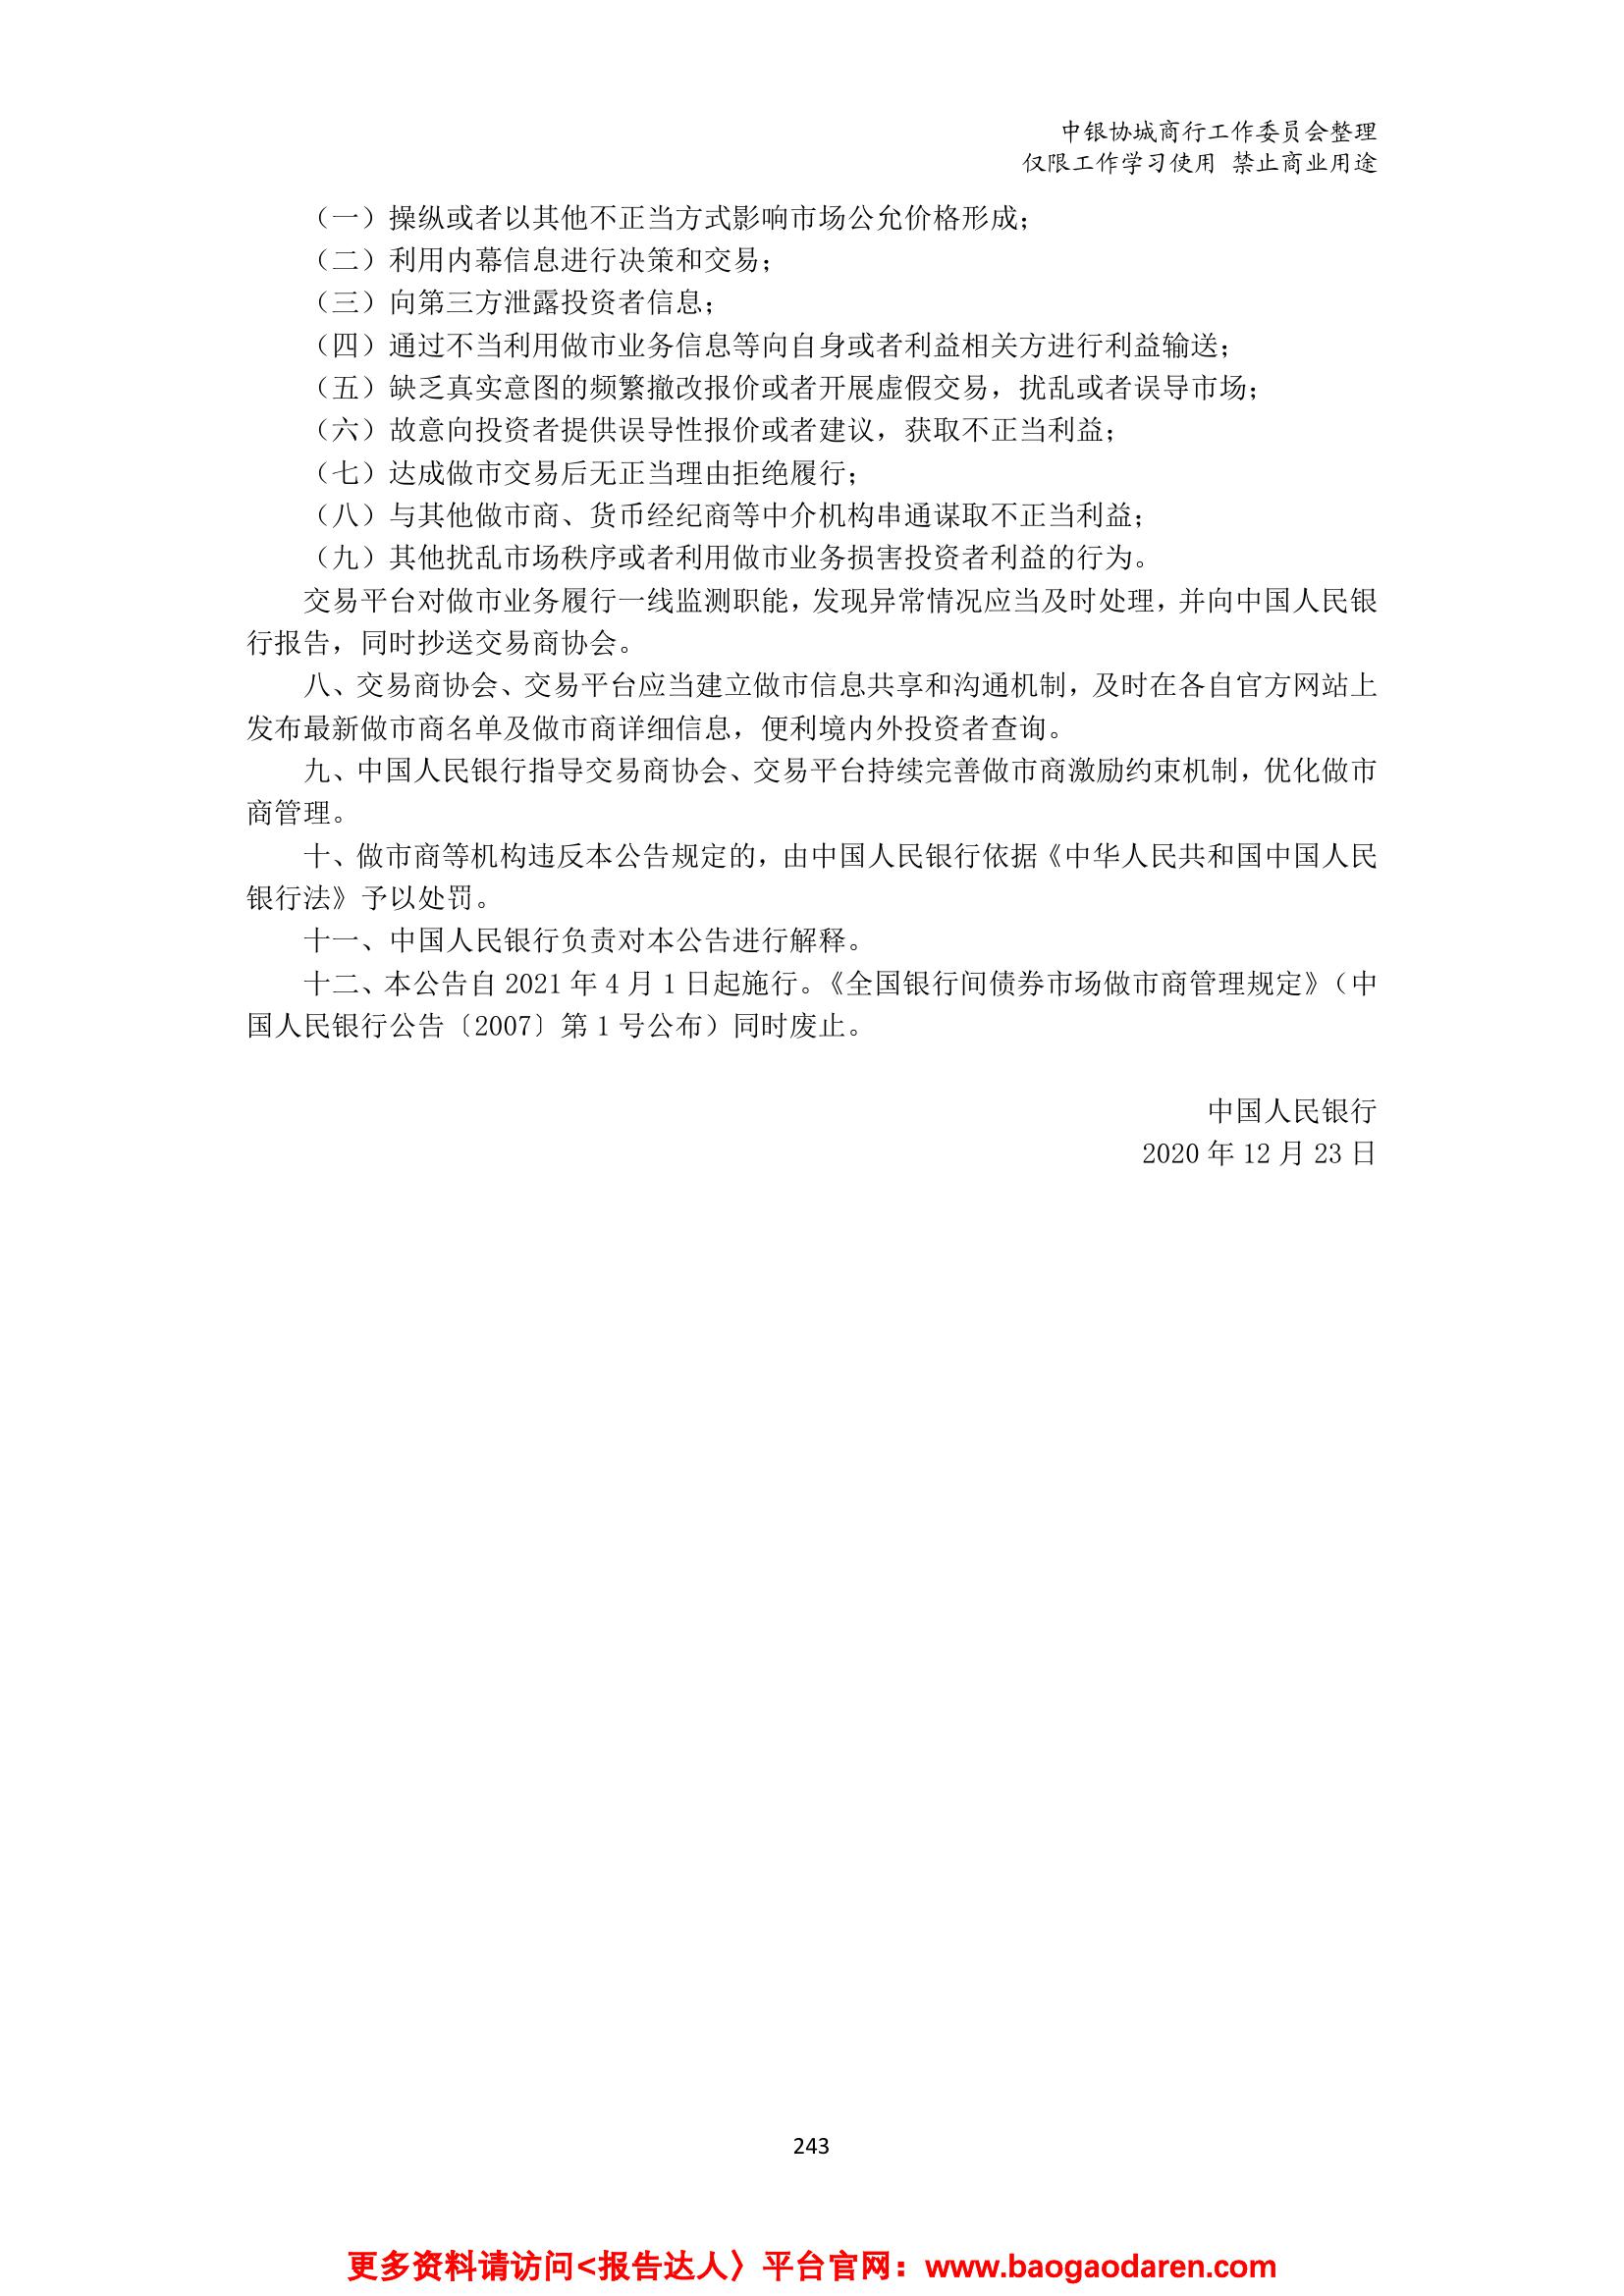 中银协城商行工作委员会整理
仅限工作学习使用 禁止商业用途
（一）操纵或者以其他不正当方式影响市场公允价格形成；
（二）利用内幕信息进行决策和交易；
（三）向第三方泄露投资者信息；
（四）通过不当利用做市业务信息等向自身或者利益相关方进行利益输送；
（五）缺乏真实意图的频繁撤改报价或者开展虚假交易，扰乱或者误导市场；
（六）故意向投资者提供误导性报价或者建议，获取不正当利益；
（七）达成做市交易后无正当理由拒绝履行；
（八）与其他做市商、货币经纪商等中介机构串通谋取不正当利益；
（九）其他扰乱市场秩序或者利用做市业务损害投资者利益的行为。
交易平台对做市业务履行一线监测职能，发现异常情况应当及时处理，并向中国人民银
行报告，同时抄送交易商协会。
八、交易商协会、交易平台应当建立做市信息共享和沟通机制，及时在各自官方网站上
发布最新做市商名单及做市商详细信息，便利境内外投资者查询。
九、中国人民银行指导交易商协会、交易平台持续完善做市商激励约束机制，优化做市
商管理。
十、做市商等机构违反本公告规定的，由中国人民银行依据《中华人民共和国中国人民
银行法》予以处罚。
十一、中国人民银行负责对本公告进行解释。
十二、本公告自 2021 年 4 月 1 日起施行。《全国银行间债券市场做市商管理规定》（中
国人民银行公告〔2007〕第 1 号公布）同时废止。
中国人民银行
2020 年 12 月 23 日
243
更多资料请访问<报告达人〉平台官网：www.baogaodaren.com